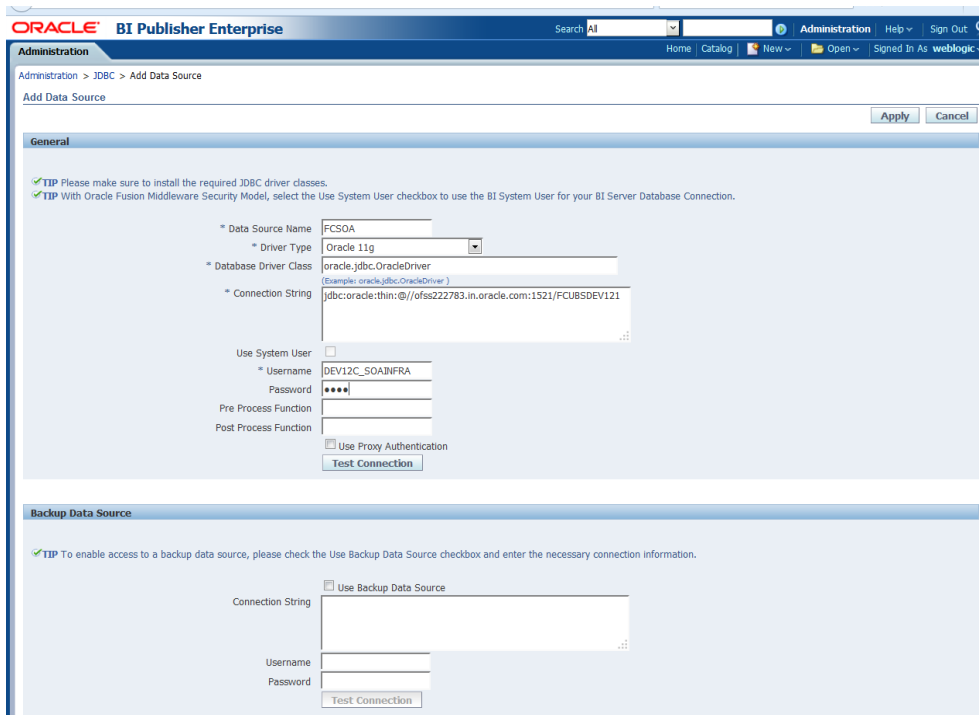 ORACLE BI Publisher Enterprise Search All Administration Help Sign Out
Administration Home Catalog New Open Signed In As weblogic
Administration > JDBC > Add Data Source
Add Data Source
Apply Cancel
General
TIP Please make sure to install the required JDBC driver classes.
TIP With Oracle Fusion Middleware Security Model, select the Use System User checkbox to use the BI System User for your BI Server Database Connection.
* Data Source Name FCSOA
* Driver Type Oracle 11g
* Database Driver Class oracle.jdbc.OracleDriver
(Example: oracle.jdbc.OracleDriver )
* Connection String jdbc:oracle:thin:@//ofss222783.in.oracle.com:1521/FCUBSDEV121
Use System User
* Username DEV12C_SOAINFRA
Password ●●●●
Pre Process Function
Post Process Function
Use Proxy Authentication
Test Connection
Backup Data Source
TIP To enable access to a backup data source, please check the Use Backup Data Source checkbox and enter the necessary connection information.
Use Backup Data Source
Connection String
Username
Password
Test Connection